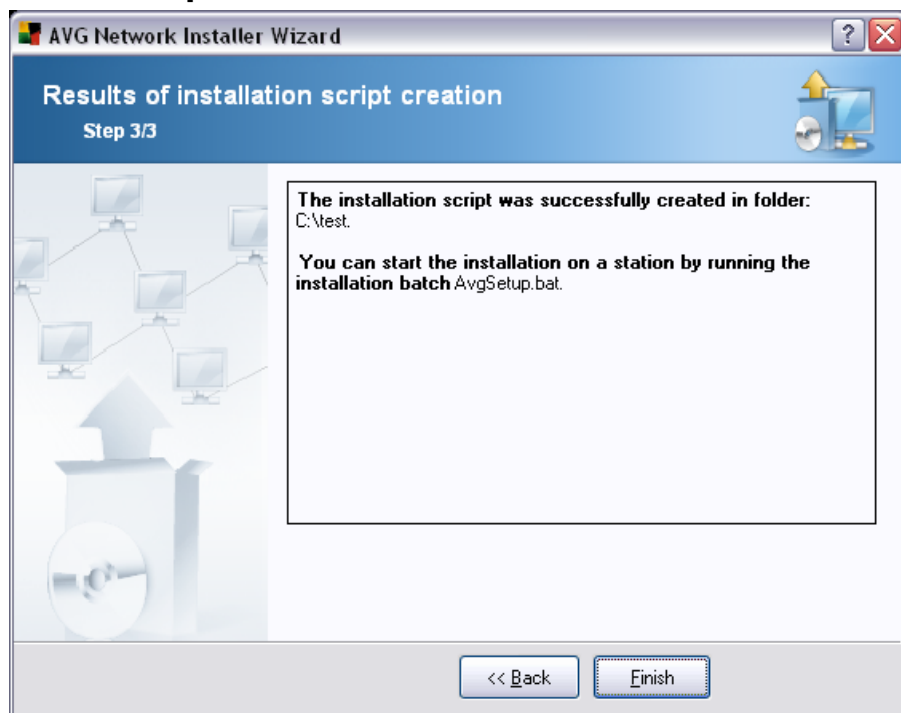 AVG Network Installer Wizard
Results of installation script creation
Step 3/3
The installation script was successfully created in folder:
C:\test.
You can start the installation on a station by running the
installation batch AvgSetup.bat.
<< Back
Finish